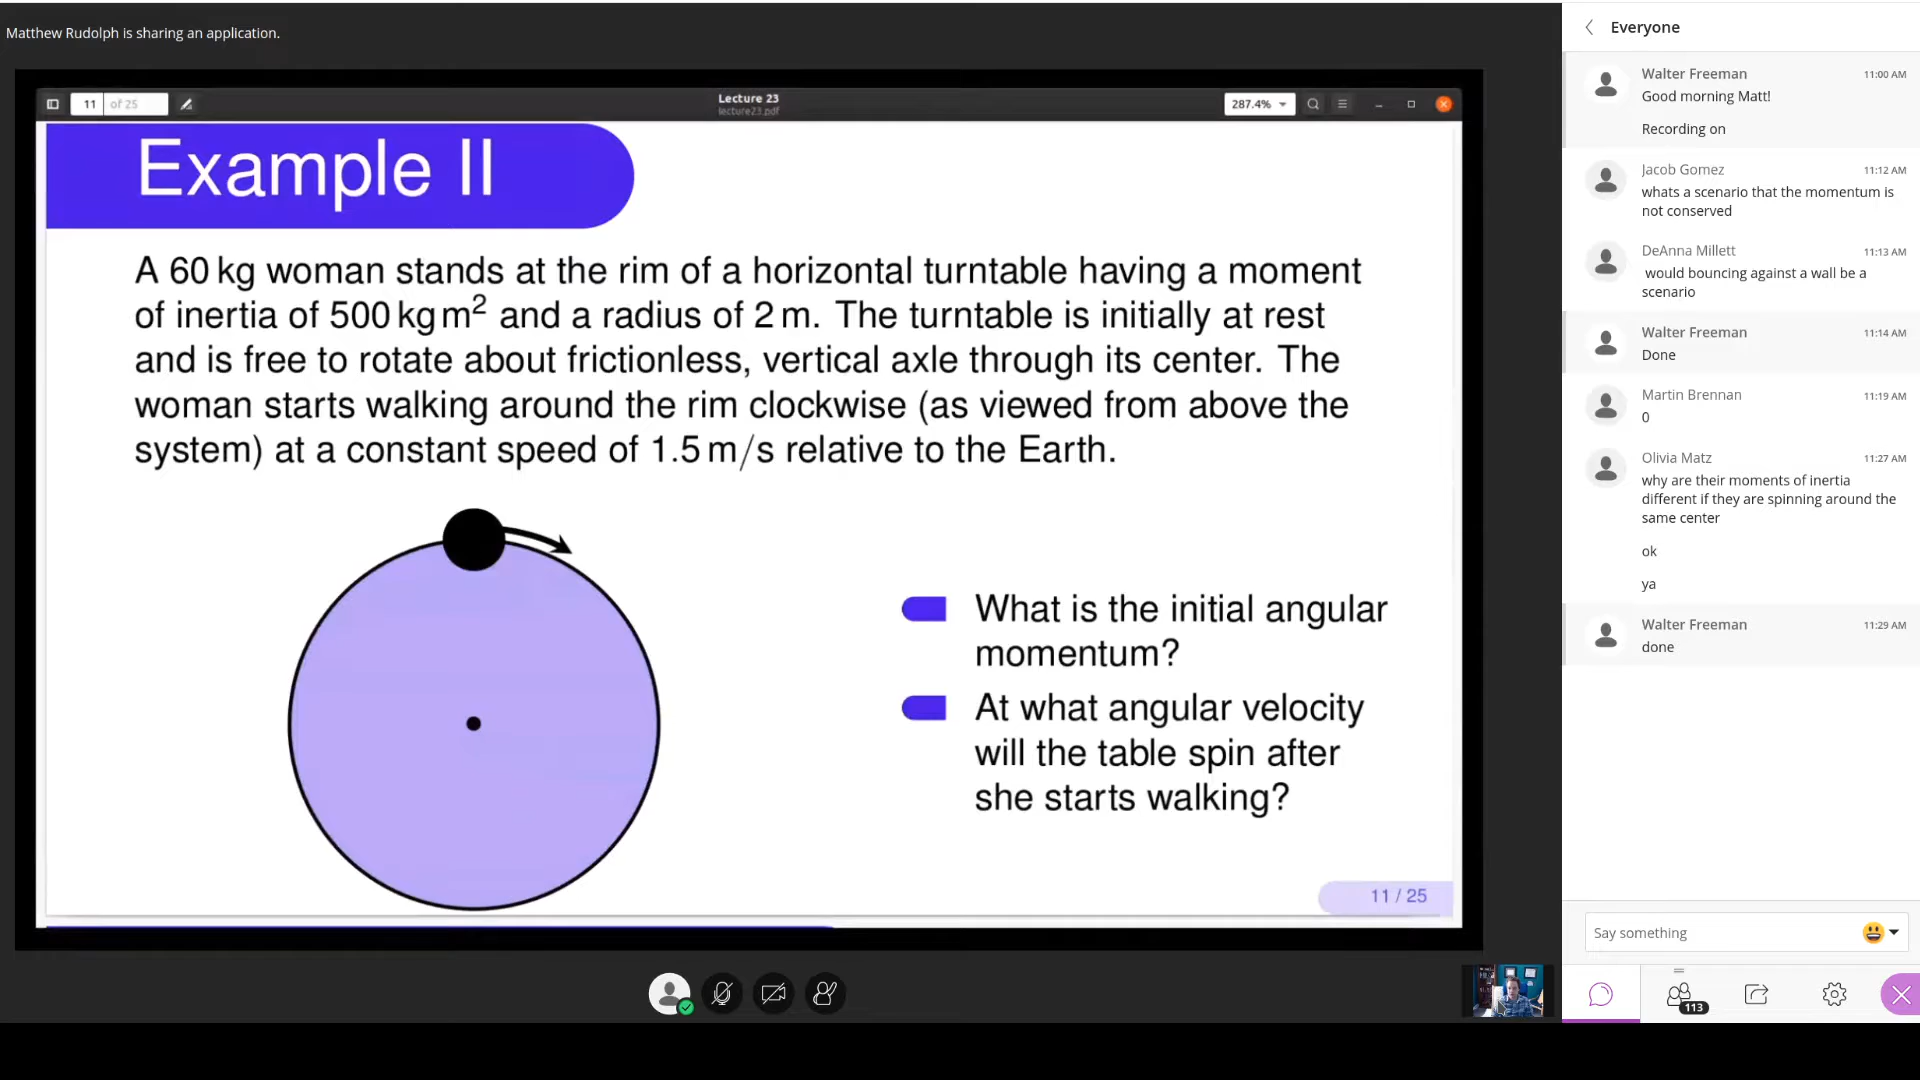 Matthew Rudolph is sharing an application.
11 of 25
Lecture 23
lecture23.pdf
287.4%
Example II
A 60 kg woman stands at the rim of a horizontal turntable having a moment
of inertia of 500 kg m² and a radius of 2 m. The turntable is initially at rest
and is free to rotate about frictionless, vertical axle through its center. The
woman starts walking around the rim clockwise (as viewed from above the
system) at a constant speed of 1.5 m/s relative to the Earth.
What is the initial angular
momentum?
At what angular velocity
will the table spin after
she starts walking?
11 / 25
Everyone
Walter Freeman 11:00 AM
Good morning Matt!
Recording on
Jacob Gomez 11:12 AM
whats a scenario that the momentum is
not conserved
DeAnna Millett 11:13 AM
would bouncing against a wall be a
scenario
Walter Freeman 11:14 AM
Done
Martin Brennan 11:19 AM
0
Olivia Matz 11:27 AM
why are their moments of inertia
different if they are spinning around the
same center
ok
ya
Walter Freeman 11:29 AM
done
Say something
113